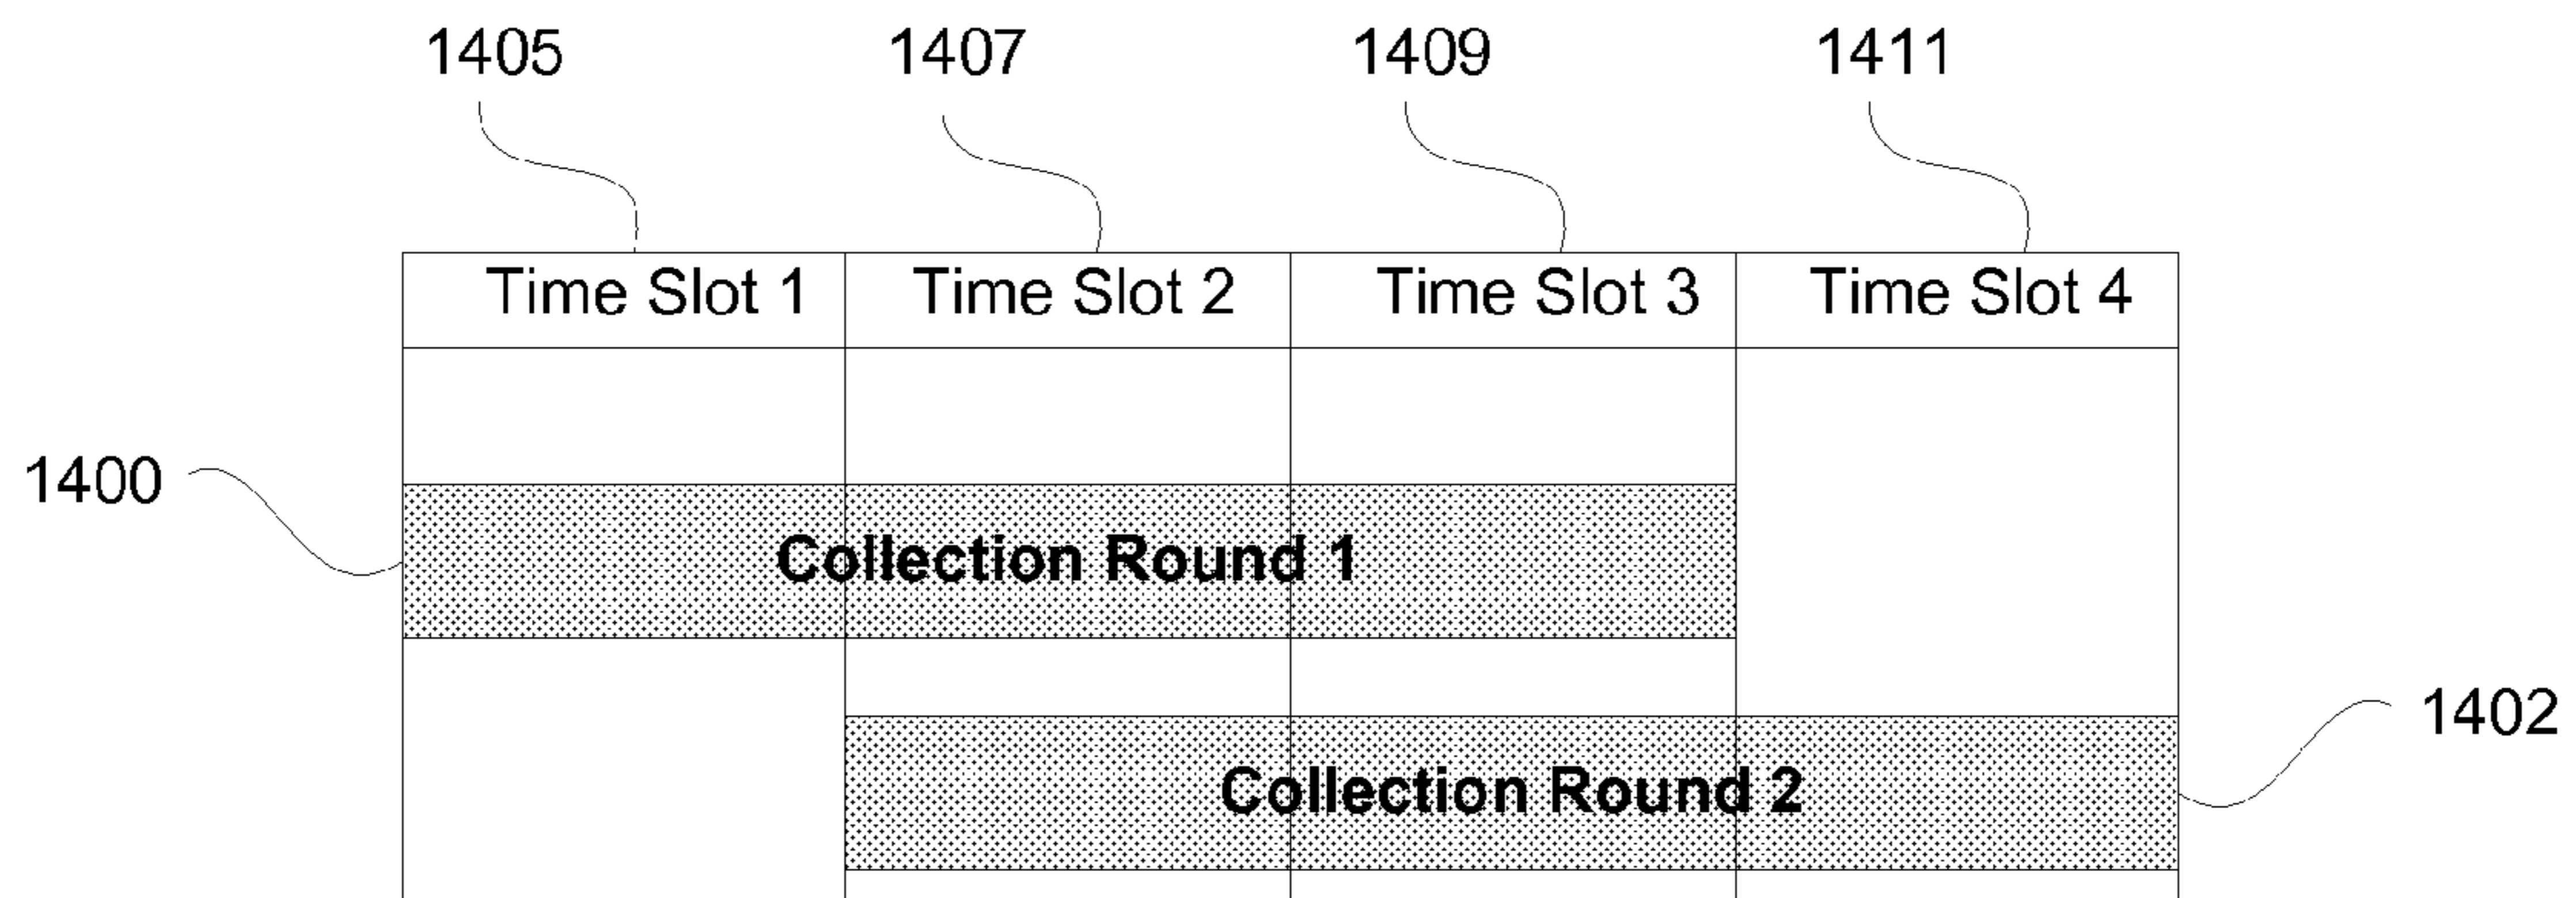 1405 1407 1409 1411
Time Slot 1 Time Slot 2 Time Slot 3 Time Slot 4
1400
Collection Round 1
1402
Collection Round 2